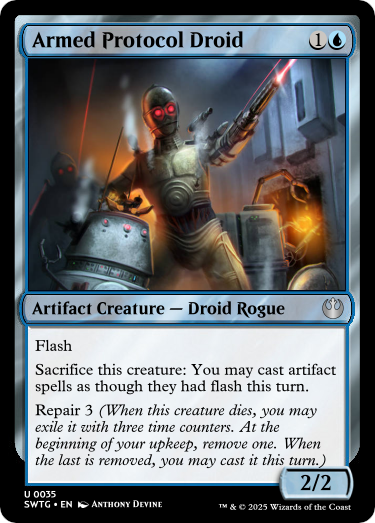 Armed Protocol Droid 1
Artifact Creature — Droid Rogue
Flash
Sacrifice this creature: You may cast artifact
spells as though they had flash this turn.
Repair 3 (When this creature dies, you may
exile it with three time counters. At the
beginning of your upkeep, remove one. When
the last is removed, you may cast it this turn.)
2/2
U 0035
SWTG • EN Anthony Devine
™ & © 2025 Wizards of the Coast